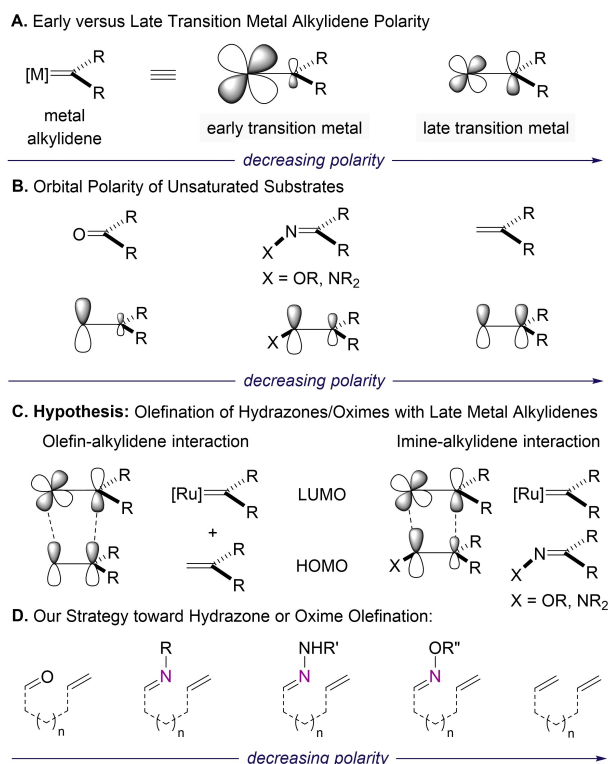 A. Early versus Late Transition Metal Alkylidene Polarity
[M] R R R R R R
metal alkylidene
early transition metal
late transition metal
decreasing polarity
B. Orbital Polarity of Unsaturated Substrates
O R R X N R R R R
X = OR, NR₂
R R X R R R R
decreasing polarity
C. Hypothesis: Olefination of Hydrazones/Oximes with Late Metal Alkylidenes
Olefin-alkylidene interaction
Imine-alkylidene interaction
R R [Ru] R R LUMO R R [Ru] R R
+
R R R R HOMO X R R X N R R
X = OR, NR₂
D. Our Strategy toward Hydrazone or Oxime Olefination:
R NHR' OR"
O N N N
( )n ( )n ( )n ( )n ( )n
decreasing polarity